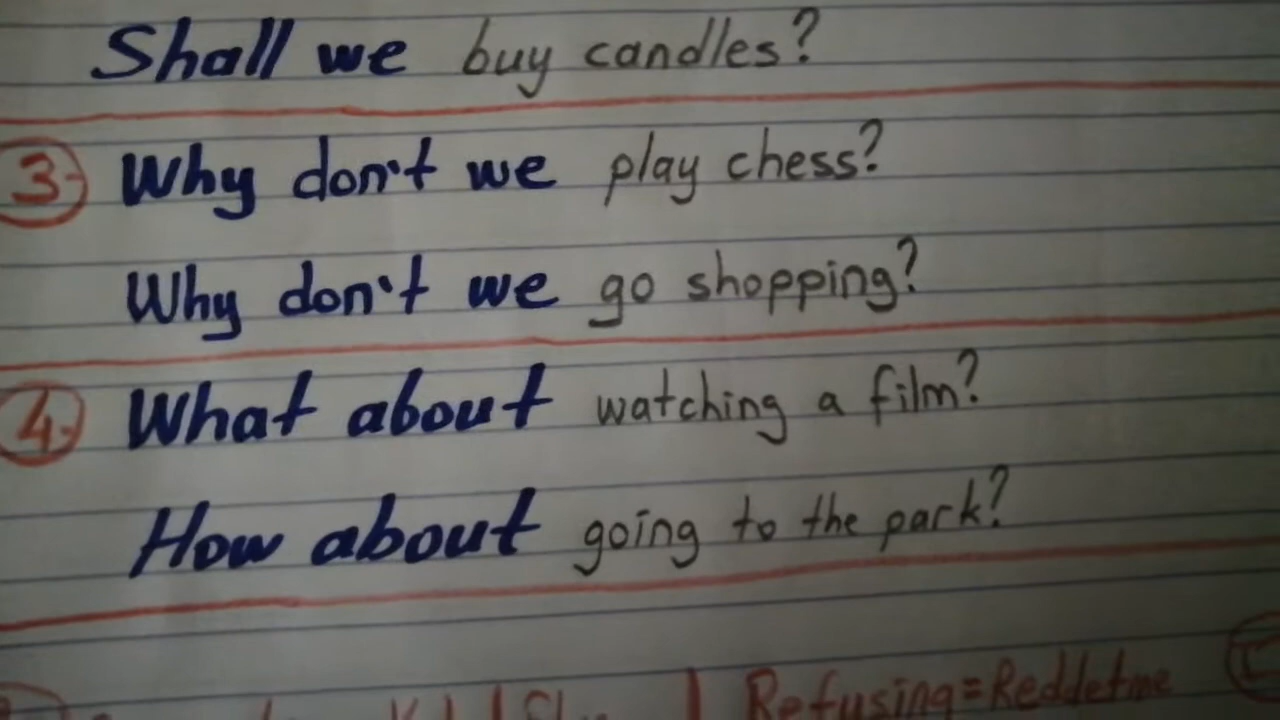 Shall we buy candles?
3- Why don't we play chess?
Why don't we go shopping?
4- What about watching a film?
How about going to the park?
Refusing=Reddetme